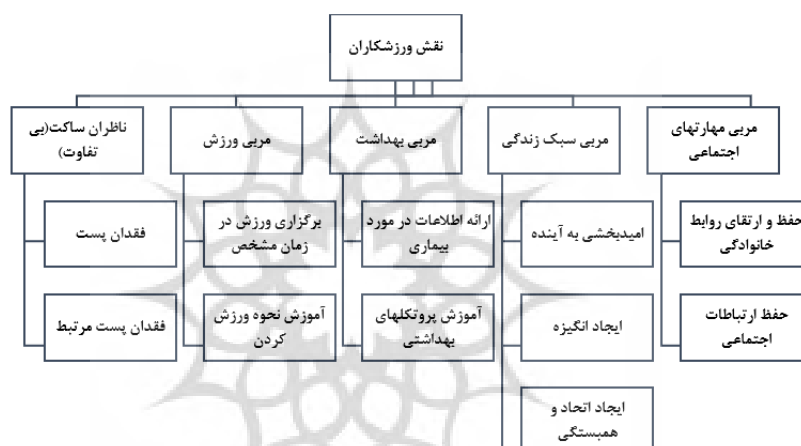 نقش ورزشکاران
مربی مهارتهای
اجتماعی
مربی سبک زندگی
مربی بهداشت
مربی ورزش
ناظران ساکت(بی
تفاوت)
حفظ و ارتقای روابط
خانوادگی
امیدبخشی به آینده
ارائه اطلاعات در مورد
بیماری
برگزاری ورزش در
زمان مشخص
فقدان پست
حفظ ارتباطات
اجتماعی
ایجاد انگیزه
آموزش پروتکلهای
بهداشتی
آموزش نحوه ورزش
کردن
فقدان پست مرتبط
ایجاد اتحاد و
همبستگی